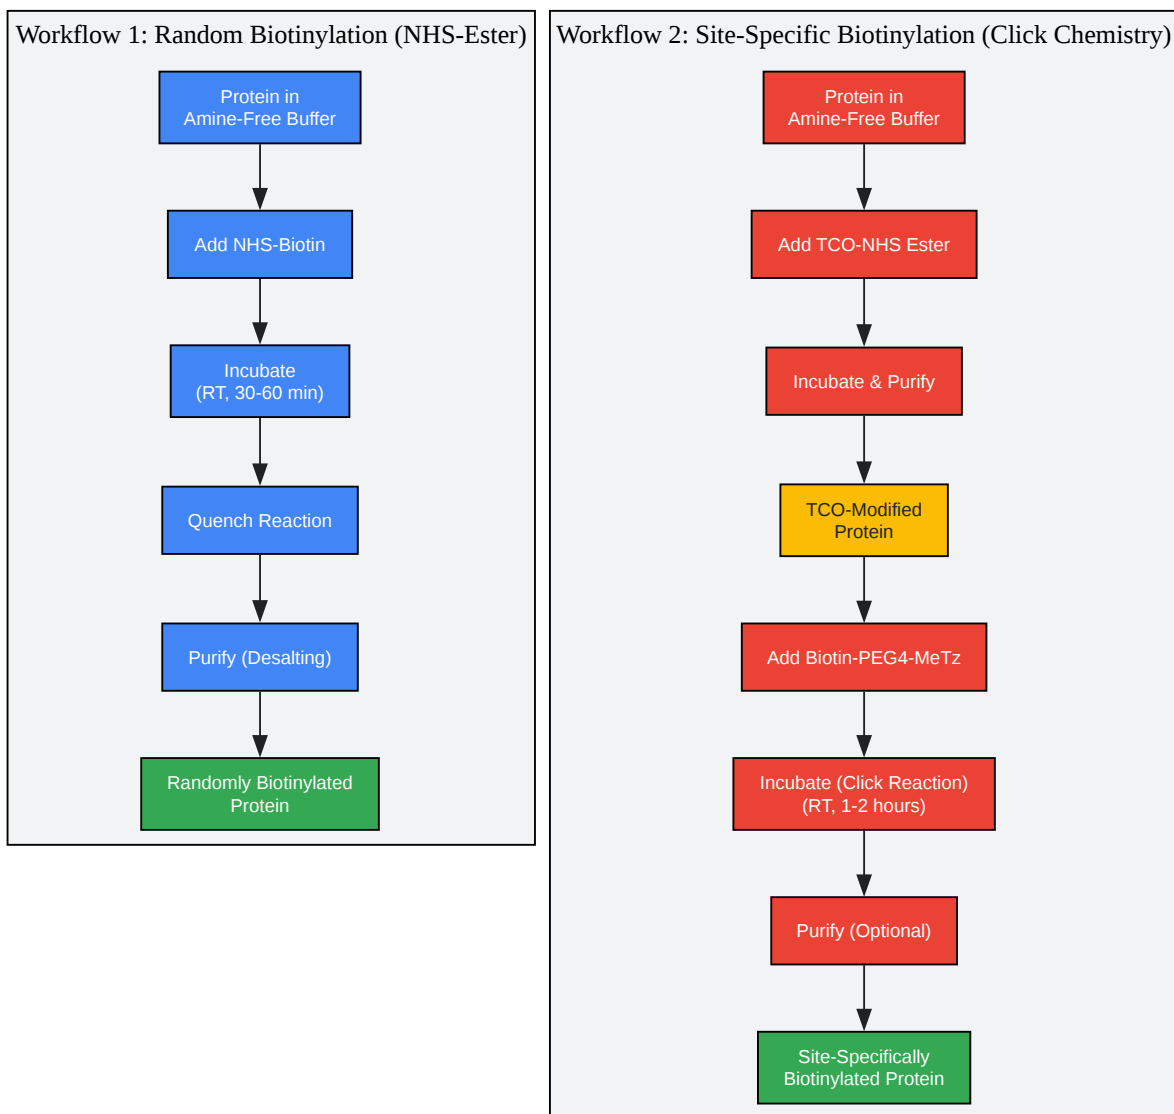 Workflow 1: Random Biotinylation (NHS-Ester)
Protein in
Amine-Free Buffer
Add NHS-Biotin
Incubate
(RT, 30-60 min)
Quench Reaction
Purify (Desalting)
Randomly Biotinylated
Protein
Workflow 2: Site-Specific Biotinylation (Click Chemistry)
Protein in
Amine-Free Buffer
Add TCO-NHS Ester
Incubate & Purify
TCO-Modified
Protein
Add Biotin-PEG4-MeTz
Incubate (Click Reaction)
(RT, 1-2 hours)
Purify (Optional)
Site-Specifically
Biotinylated Protein